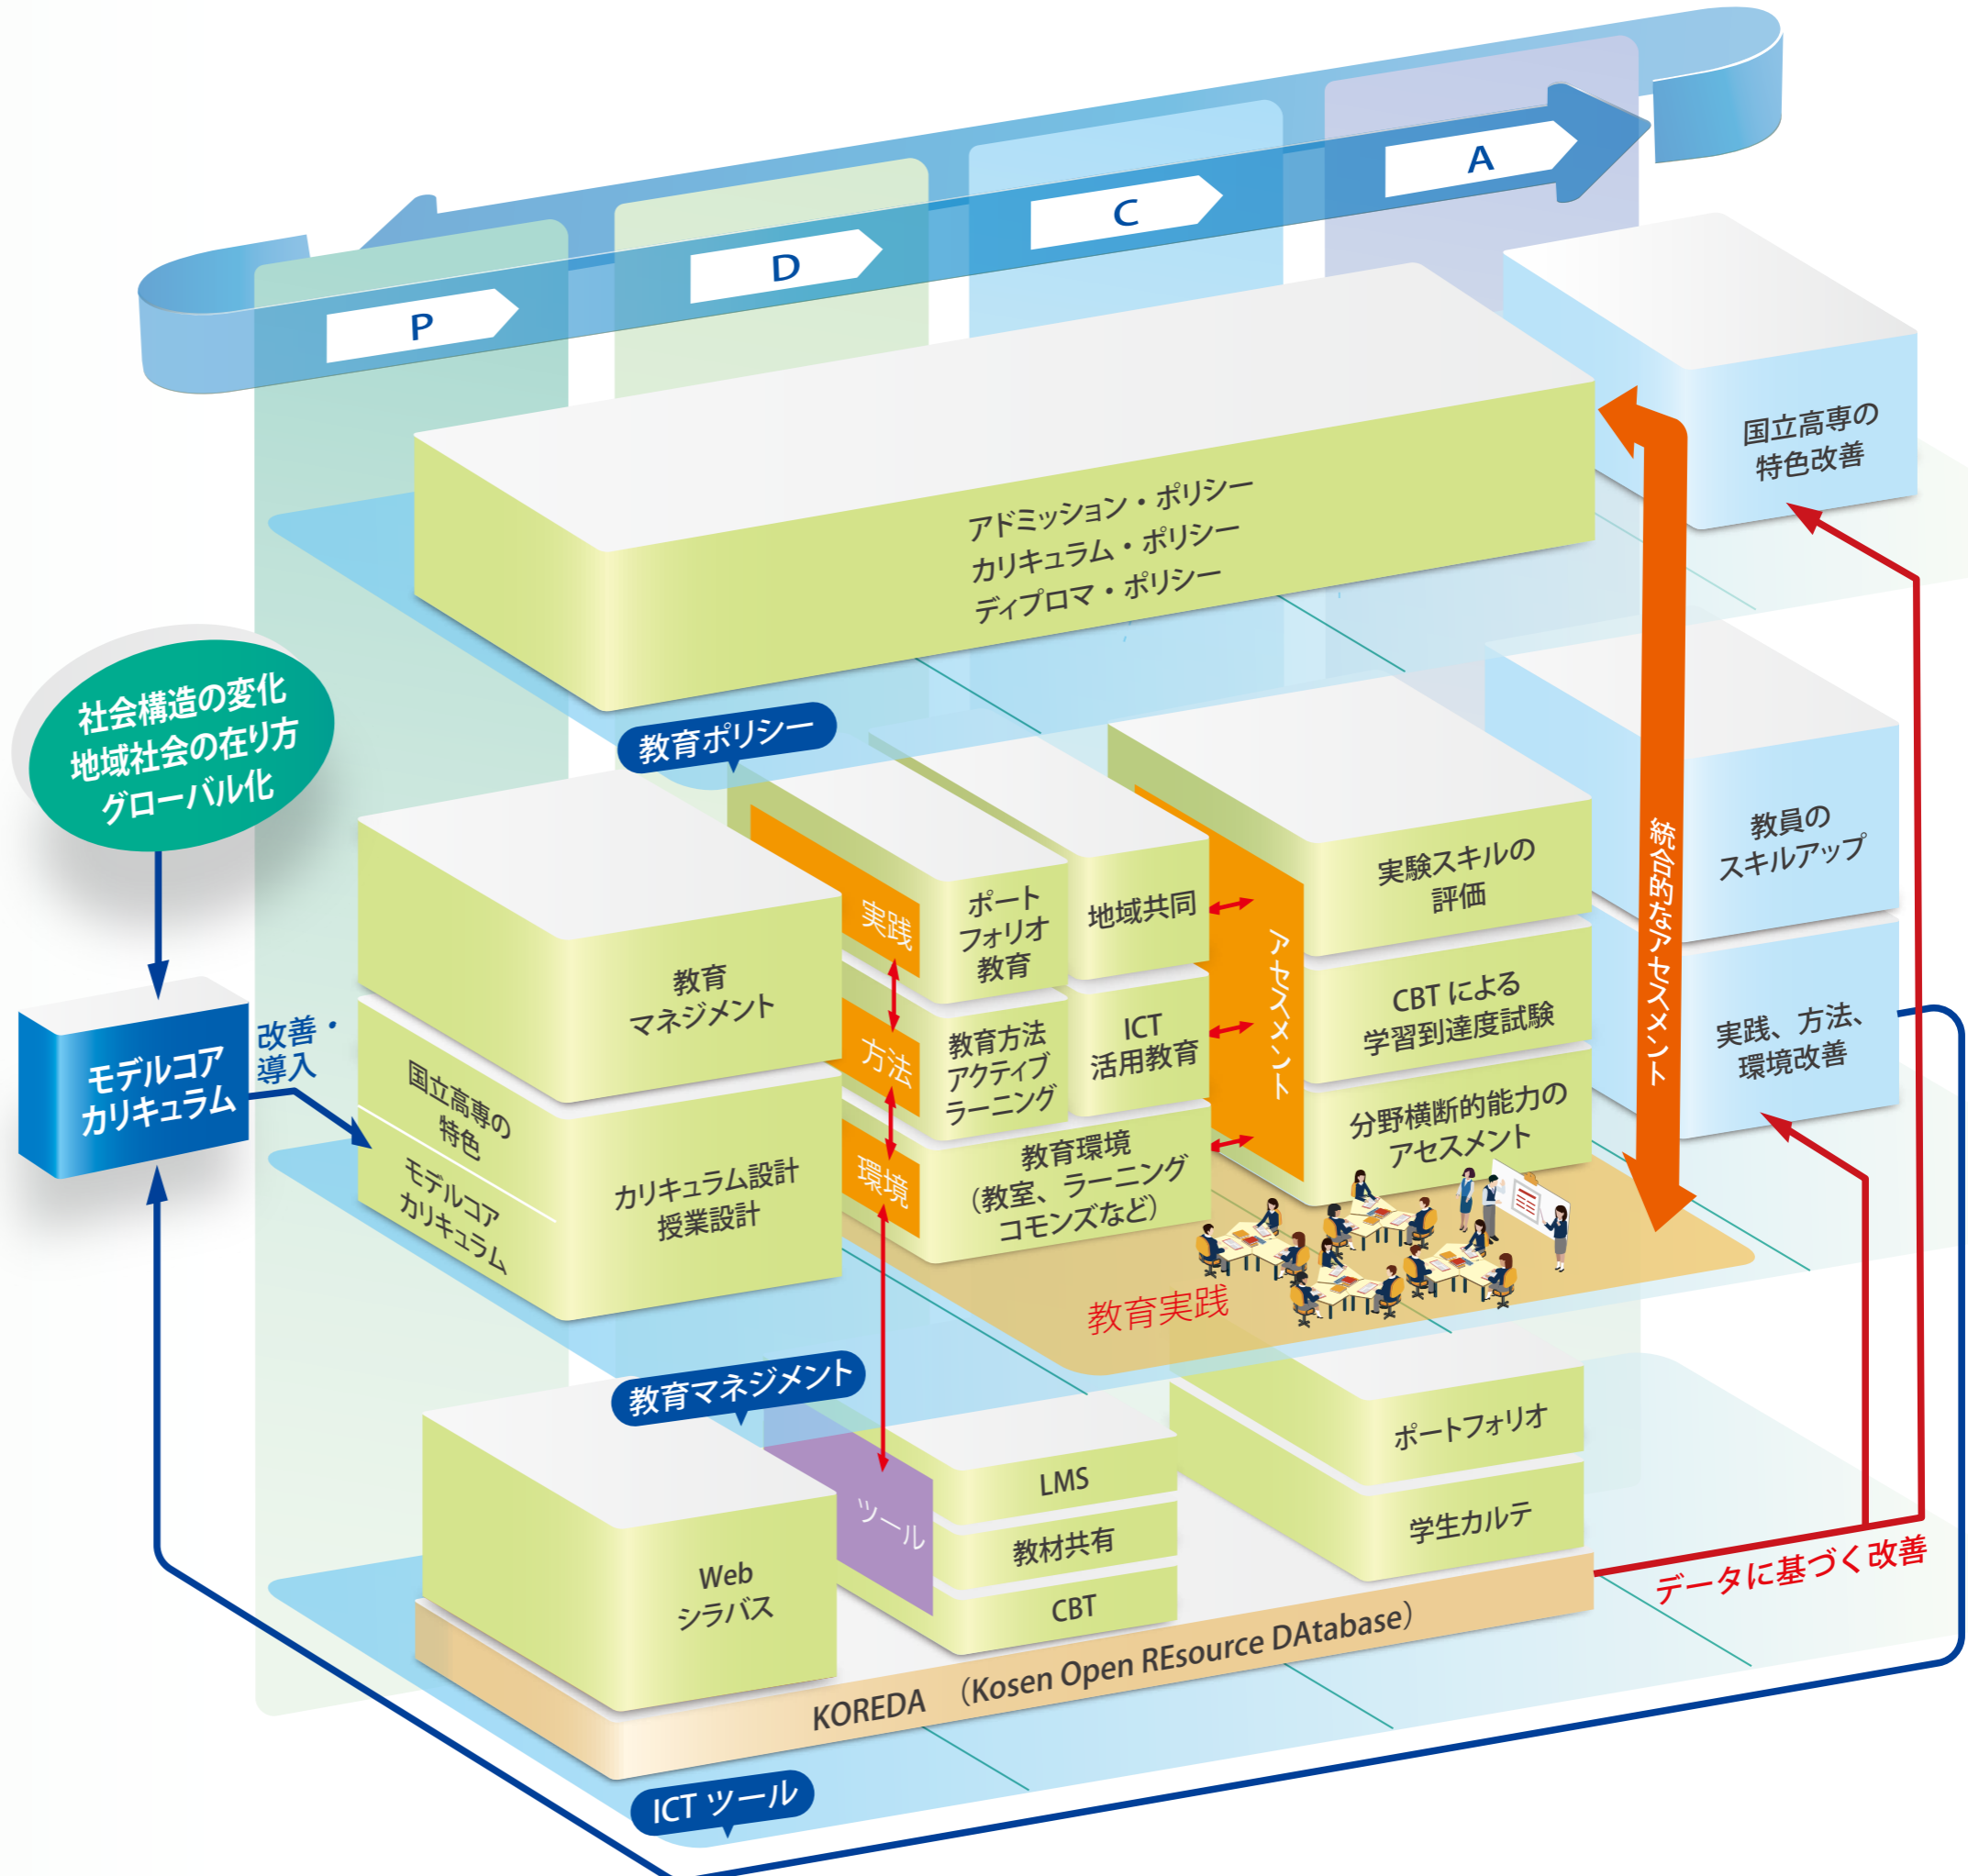 P
D
C
A
国立高専の
特色改善
アドミッション・ポリシー
カリキュラム・ポリシー
ディプロマ・ポリシー
教育ポリシー
社会構造の変化
地域社会の在り方
グローバル化
モデルコア
カリキュラム
改善・
導入
教育
マネジメント
国立高専の
特色
モデルコア
カリキュラム
カリキュラム設計
授業設計
実践
方法
環境
ポート
フォリオ
教育
地域共同
教育方法
アクティブ
ラーニング
ICT
活用教育
教育環境
（教室、ラーニング
コモンズなど）
アセスメント
実験スキルの
評価
CBT による
学習到達度試験
分野横断的能力の
アセスメント
統合的なアセスメント
教員の
スキルアップ
実践、方法、
環境改善
教育実践
教育マネジメント
Web
シラバス
ツール
LMS
教材共有
CBT
ポートフォリオ
学生カルテ
KOREDA （Kosen Open REsource DAtabase）
データに基づく改善
ICT ツール